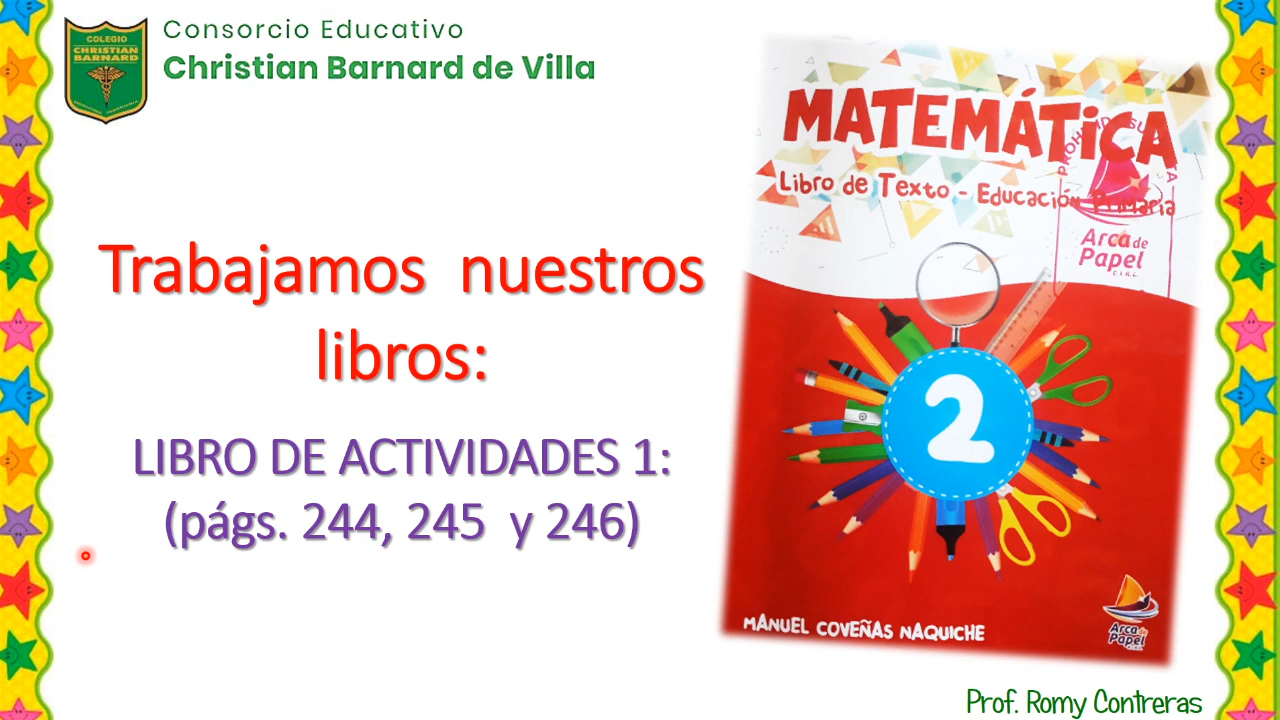 COLEGIO
CHRISTIAN
BARNARD
Consorcio Educativo
Christian Barnard de Villa
Trabajamos nuestros
libros:
LIBRO DE ACTIVIDADES 1:
(págs. 244, 245 y 246)
MATEMÁTiCA
Libro de Texto - Educación Primaria
Arca de
Papel
E.I.R.L.
2
MANUEL COVEÑAS NAQUICHE
Arca de
Papel
E.I.R.L.
Prof. Romy Contreras